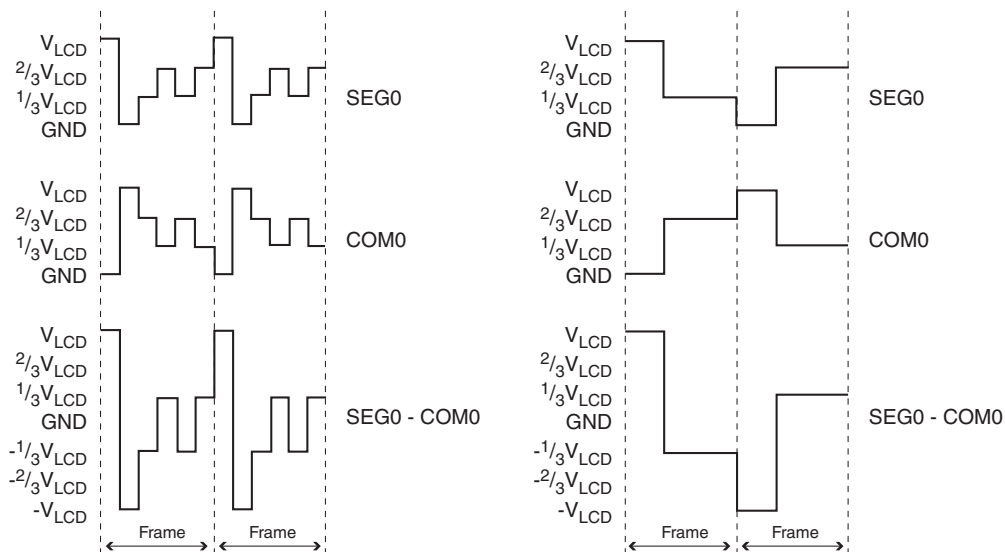 V_LCD
²/₃V_LCD
¹/₃V_LCD
GND
SEG0
V_LCD
²/₃V_LCD
¹/₃V_LCD
GND
COM0
V_LCD
²/₃V_LCD
¹/₃V_LCD
GND
-¹/₃V_LCD
-²/₃V_LCD
-V_LCD
SEG0 - COM0
Frame
Frame
V_LCD
²/₃V_LCD
¹/₃V_LCD
GND
SEG0
V_LCD
²/₃V_LCD
¹/₃V_LCD
GND
COM0
V_LCD
²/₃V_LCD
¹/₃V_LCD
GND
-¹/₃V_LCD
-²/₃V_LCD
-V_LCD
SEG0 - COM0
Frame
Frame